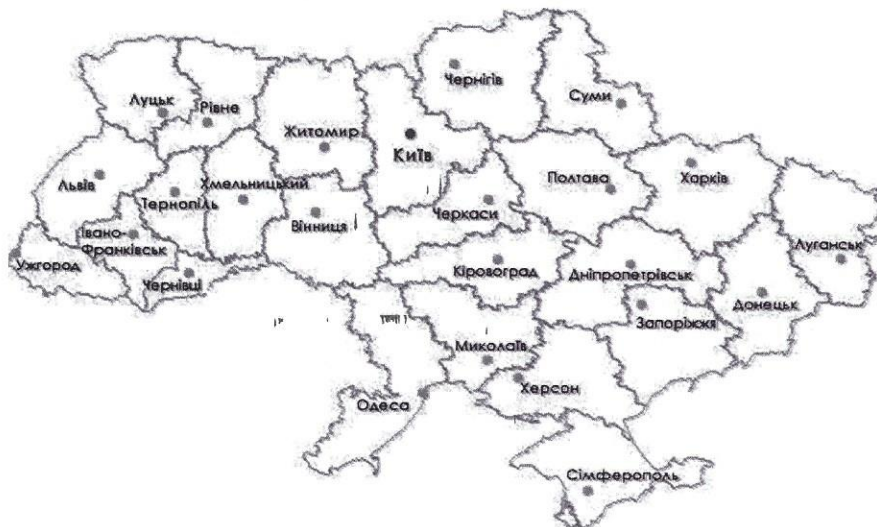 Чернігів
Луцьк
Рівне
Суми
Житомир
Київ
Львів
Хмельницький
Тернопіль
Полтава
Харків
Черкаси
Вінниця
Івано-
Франківськ
Ужгород
Чернівці
Кіровоград
Дніпропетрівськ
Луганськ
Донецьк
Запоріжжя
Миколаїв
Херсон
Одеса
Сімферополь